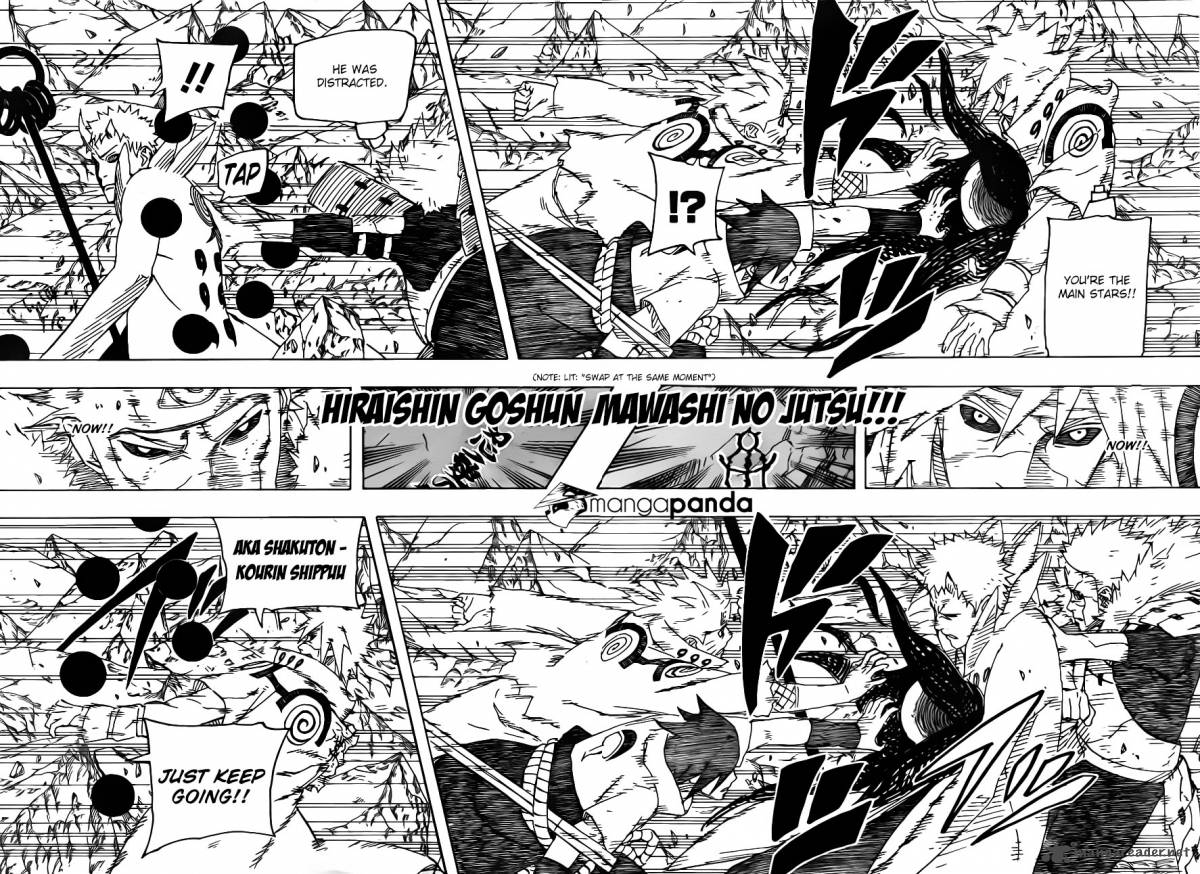 YOU'RE THE
MAIN STARS!!
!?
HE WAS
DISTRACTED.
!!
TAP
(NOTE: LIT: "SWAP AT THE SAME MOMENT")
HIRAISHIN GOSHUN MAWASHI NO JUTSU!!!
NOW!!
NOW!!
mangapanda
AKA SHAKUTON -
KOURIN SHIPPUU
JUST KEEP
GOING!!